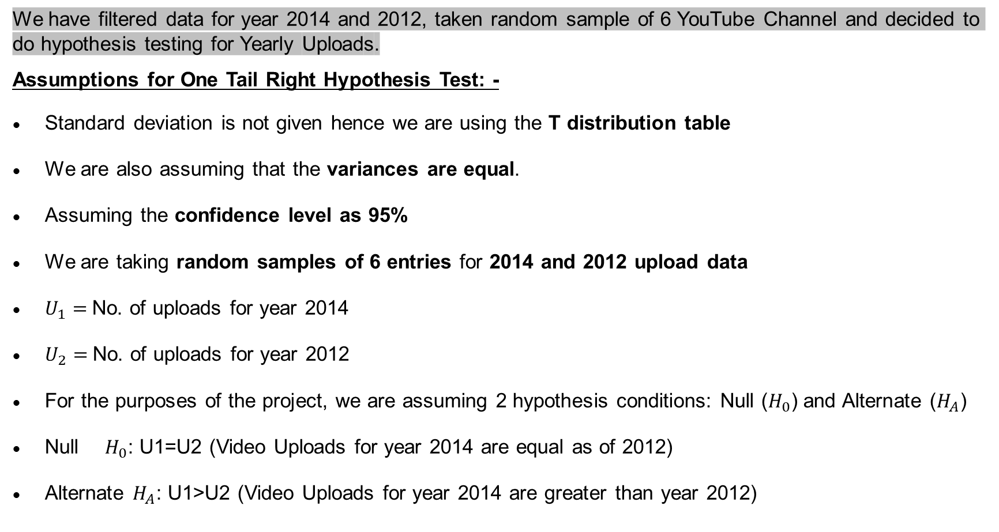 We have filtered data for year 2014 and 2012, taken random sample of 6 YouTube Channel and decided to
do hypothesis testing for Yearly Uploads.
Assumptions for One Tail Right Hypothesis Test: -
• Standard deviation is not given hence we are using the T distribution table
• We are also assuming that the variances are equal.
• Assuming the confidence level as 95%
• We are taking random samples of 6 entries for 2014 and 2012 upload data
• U₁ = No. of uploads for year 2014
• U₂ = No. of uploads for year 2012
• For the purposes of the project, we are assuming 2 hypothesis conditions: Null (H₀) and Alternate (H_A)
• Null H₀: U1=U2 (Video Uploads for year 2014 are equal as of 2012)
• Alternate H_A: U1>U2 (Video Uploads for year 2014 are greater than year 2012)